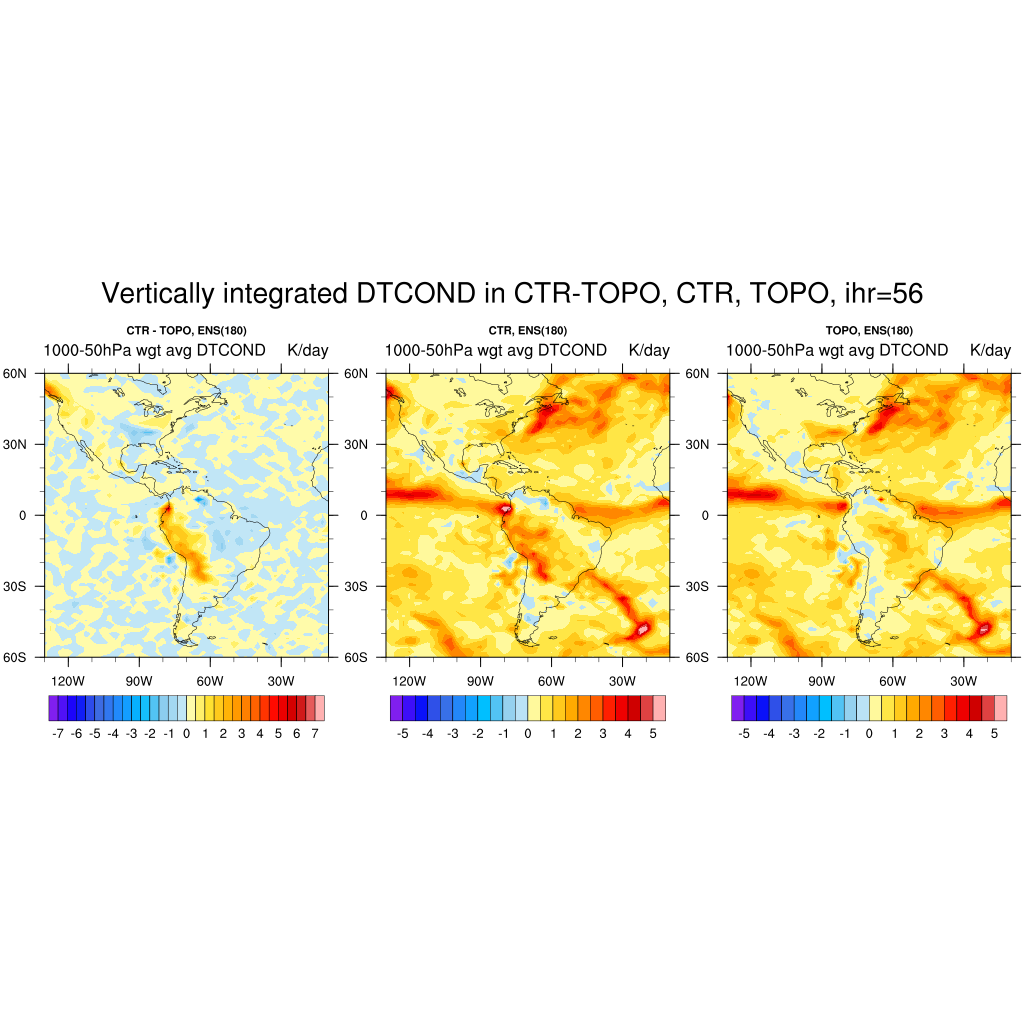 Vertically integrated DTCOND in CTR-TOPO, CTR, TOPO, ihr=56
CTR - TOPO, ENS(180)
1000-50hPa wgt avg DTCOND K/day
60N
30N
0
30S
60S
120W 90W 60W 30W
-7 -6 -5 -4 -3 -2 -1 0 1 2 3 4 5 6 7
CTR, ENS(180)
1000-50hPa wgt avg DTCOND K/day
60N
30N
0
30S
60S
120W 90W 60W 30W
-5 -4 -3 -2 -1 0 1 2 3 4 5
TOPO, ENS(180)
1000-50hPa wgt avg DTCOND K/day
60N
30N
0
30S
60S
120W 90W 60W 30W
-5 -4 -3 -2 -1 0 1 2 3 4 5